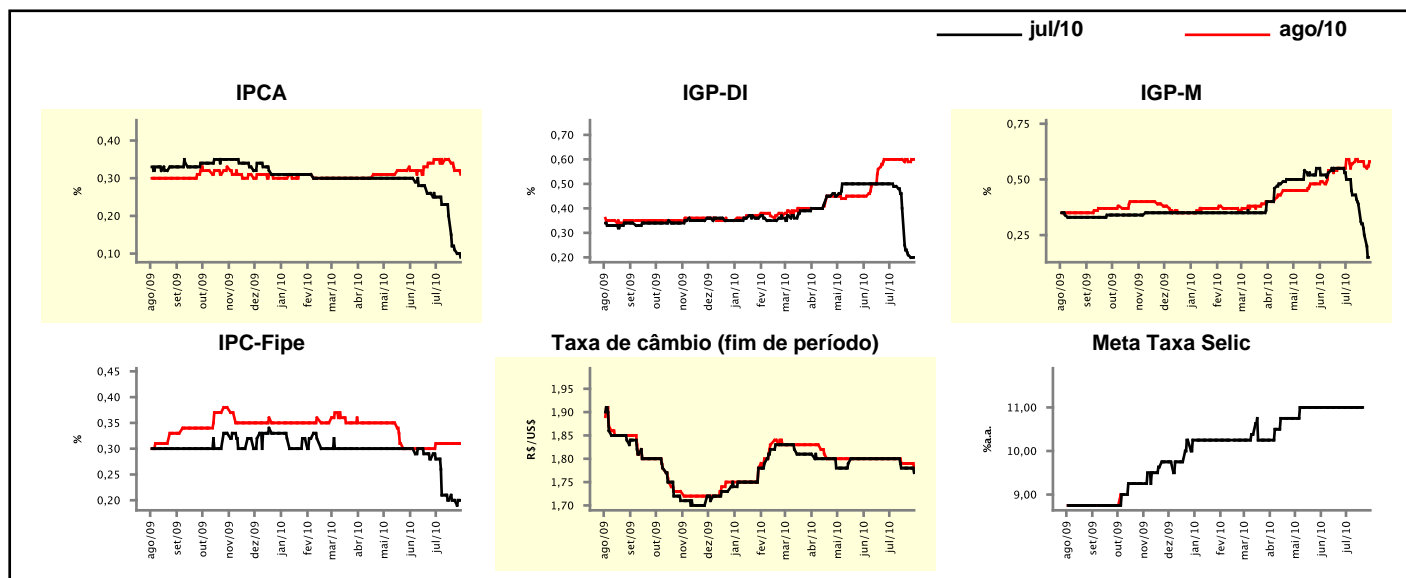 jul/10 ago/10
IPCA IGP-DI IGP-M
%
0,40
0,30
0,20
0,10
ago/09 set/09 out/09 nov/09 dez/09 jan/10 fev/10 mar/10 abr/10 mai/10 jun/10 jul/10
%
0,70
0,60
0,50
0,40
0,30
0,20
ago/09 set/09 out/09 nov/09 dez/09 jan/10 fev/10 mar/10 abr/10 mai/10 jun/10 jul/10
%
0,75
0,50
0,25
ago/09 set/09 out/09 nov/09 dez/09 jan/10 fev/10 mar/10 abr/10 mai/10 jun/10 jul/10
IPC-Fipe Taxa de câmbio (fim de período) Meta Taxa Selic
%
0,45
0,40
0,35
0,30
0,25
0,20
ago/09 set/09 out/09 nov/09 dez/09 jan/10 fev/10 mar/10 abr/10 mai/10 jun/10 jul/10
R$/US$
1,95
1,90
1,85
1,80
1,75
1,70
ago/09 set/09 out/09 nov/09 dez/09 jan/10 fev/10 mar/10 abr/10 mai/10 jun/10 jul/10
%a.a.
11,00
10,00
9,00
ago/09 set/09 out/09 nov/09 dez/09 jan/10 fev/10 mar/10 abr/10 mai/10 jun/10 jul/10